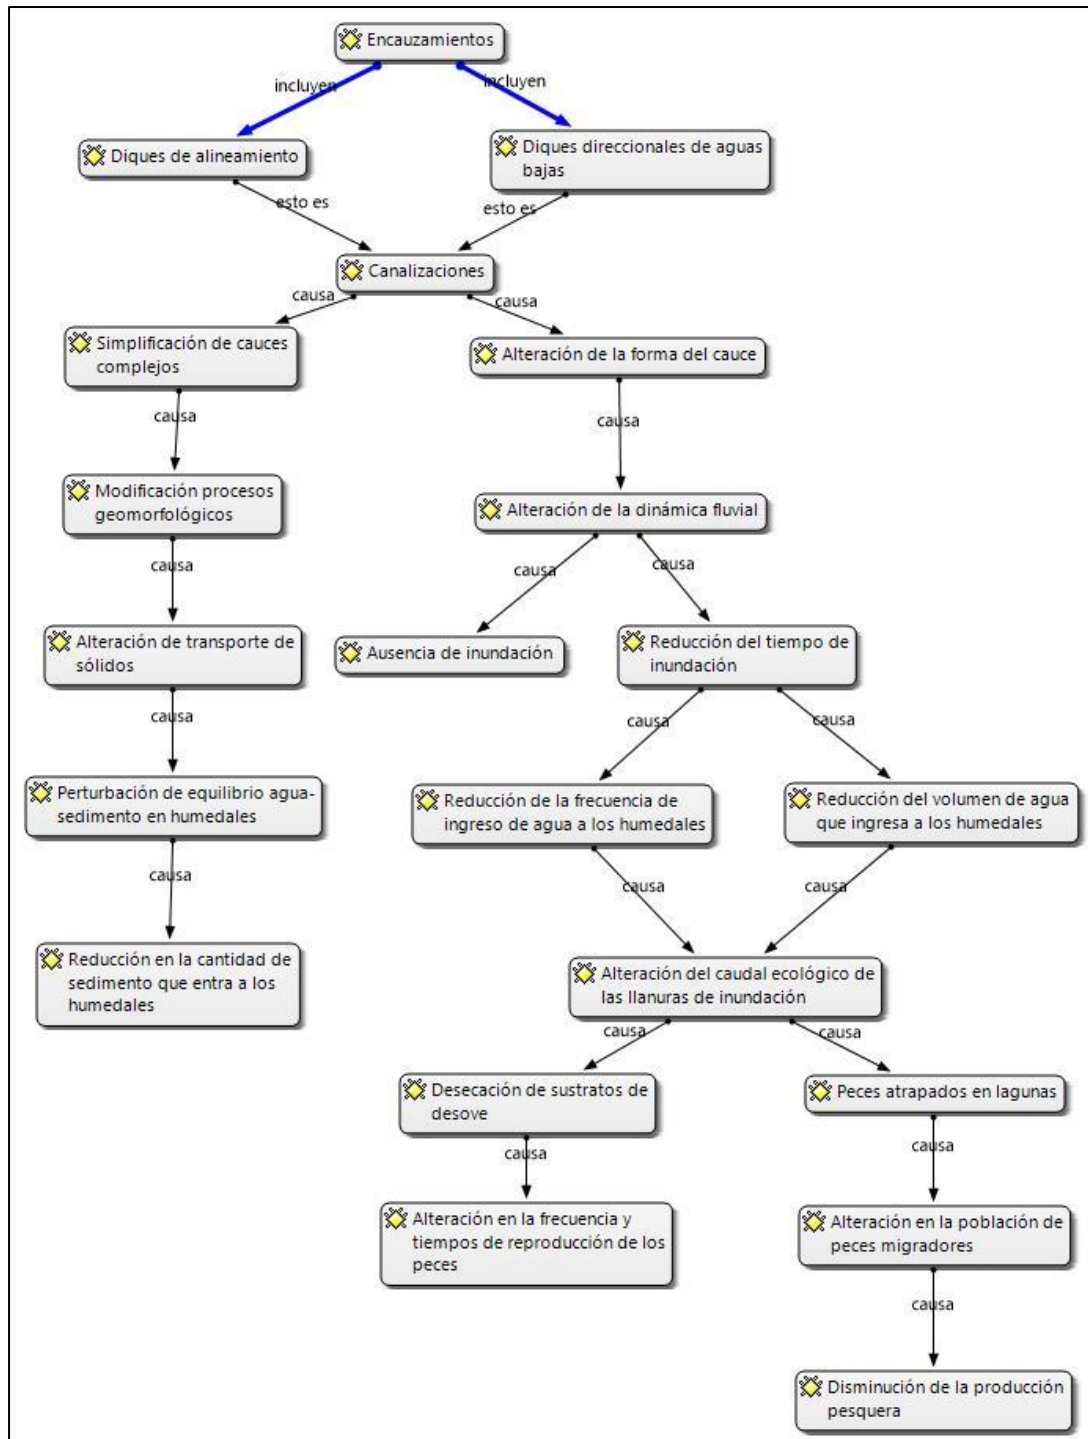 Encauzamientos
incluyen
incluyen
Diques de alineamiento
Diques direccionales de aguas
bajas
esto es
esto es
Canalizaciones
causa
causa
Simplificación de cauces
complejos
Alteración de la forma del cauce
causa
causa
Modificación procesos
geomorfológicos
Alteración de la dinámica fluvial
causa
causa
causa
Alteración de transporte de
sólidos
Ausencia de inundación
Reducción del tiempo de
inundación
causa
causa
causa
Perturbación de equilibrio agua-
sedimento en humedales
Reducción de la frecuencia de
ingreso de agua a los humedales
Reducción del volumen de agua
que ingresa a los humedales
causa
causa
causa
Reducción en la cantidad de
sedimento que entra a los
humedales
Alteración del caudal ecológico de
las llanuras de inundación
causa
causa
Desecación de sustratos de
desove
Peces atrapados en lagunas
causa
causa
Alteración en la frecuencia y
tiempos de reproducción de los
peces
Alteración en la población de
peces migradores
causa
Disminución de la producción
pesquera